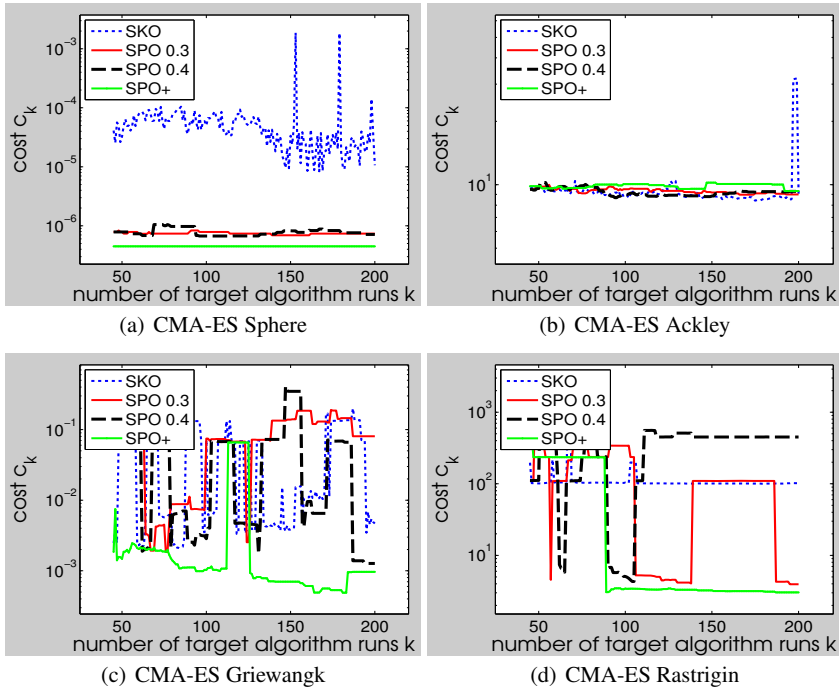 SKO
SPO 0.3
SPO 0.4
SPO+
10^-3
10^-4
10^-5
10^-6
cost c_k
50 100 150 200
number of target algorithm runs k
(a) CMA-ES Sphere
SKO
SPO 0.3
SPO 0.4
SPO+
10^1
cost c_k
50 100 150 200
number of target algorithm runs k
(b) CMA-ES Ackley
SKO
SPO 0.3
SPO 0.4
SPO+
10^-1
10^-2
10^-3
cost c_k
50 100 150 200
number of target algorithm runs k
(c) CMA-ES Griewangk
SKO
SPO 0.3
SPO 0.4
SPO+
10^3
10^2
10^1
cost c_k
50 100 150 200
number of target algorithm runs k
(d) CMA-ES Rastrigin